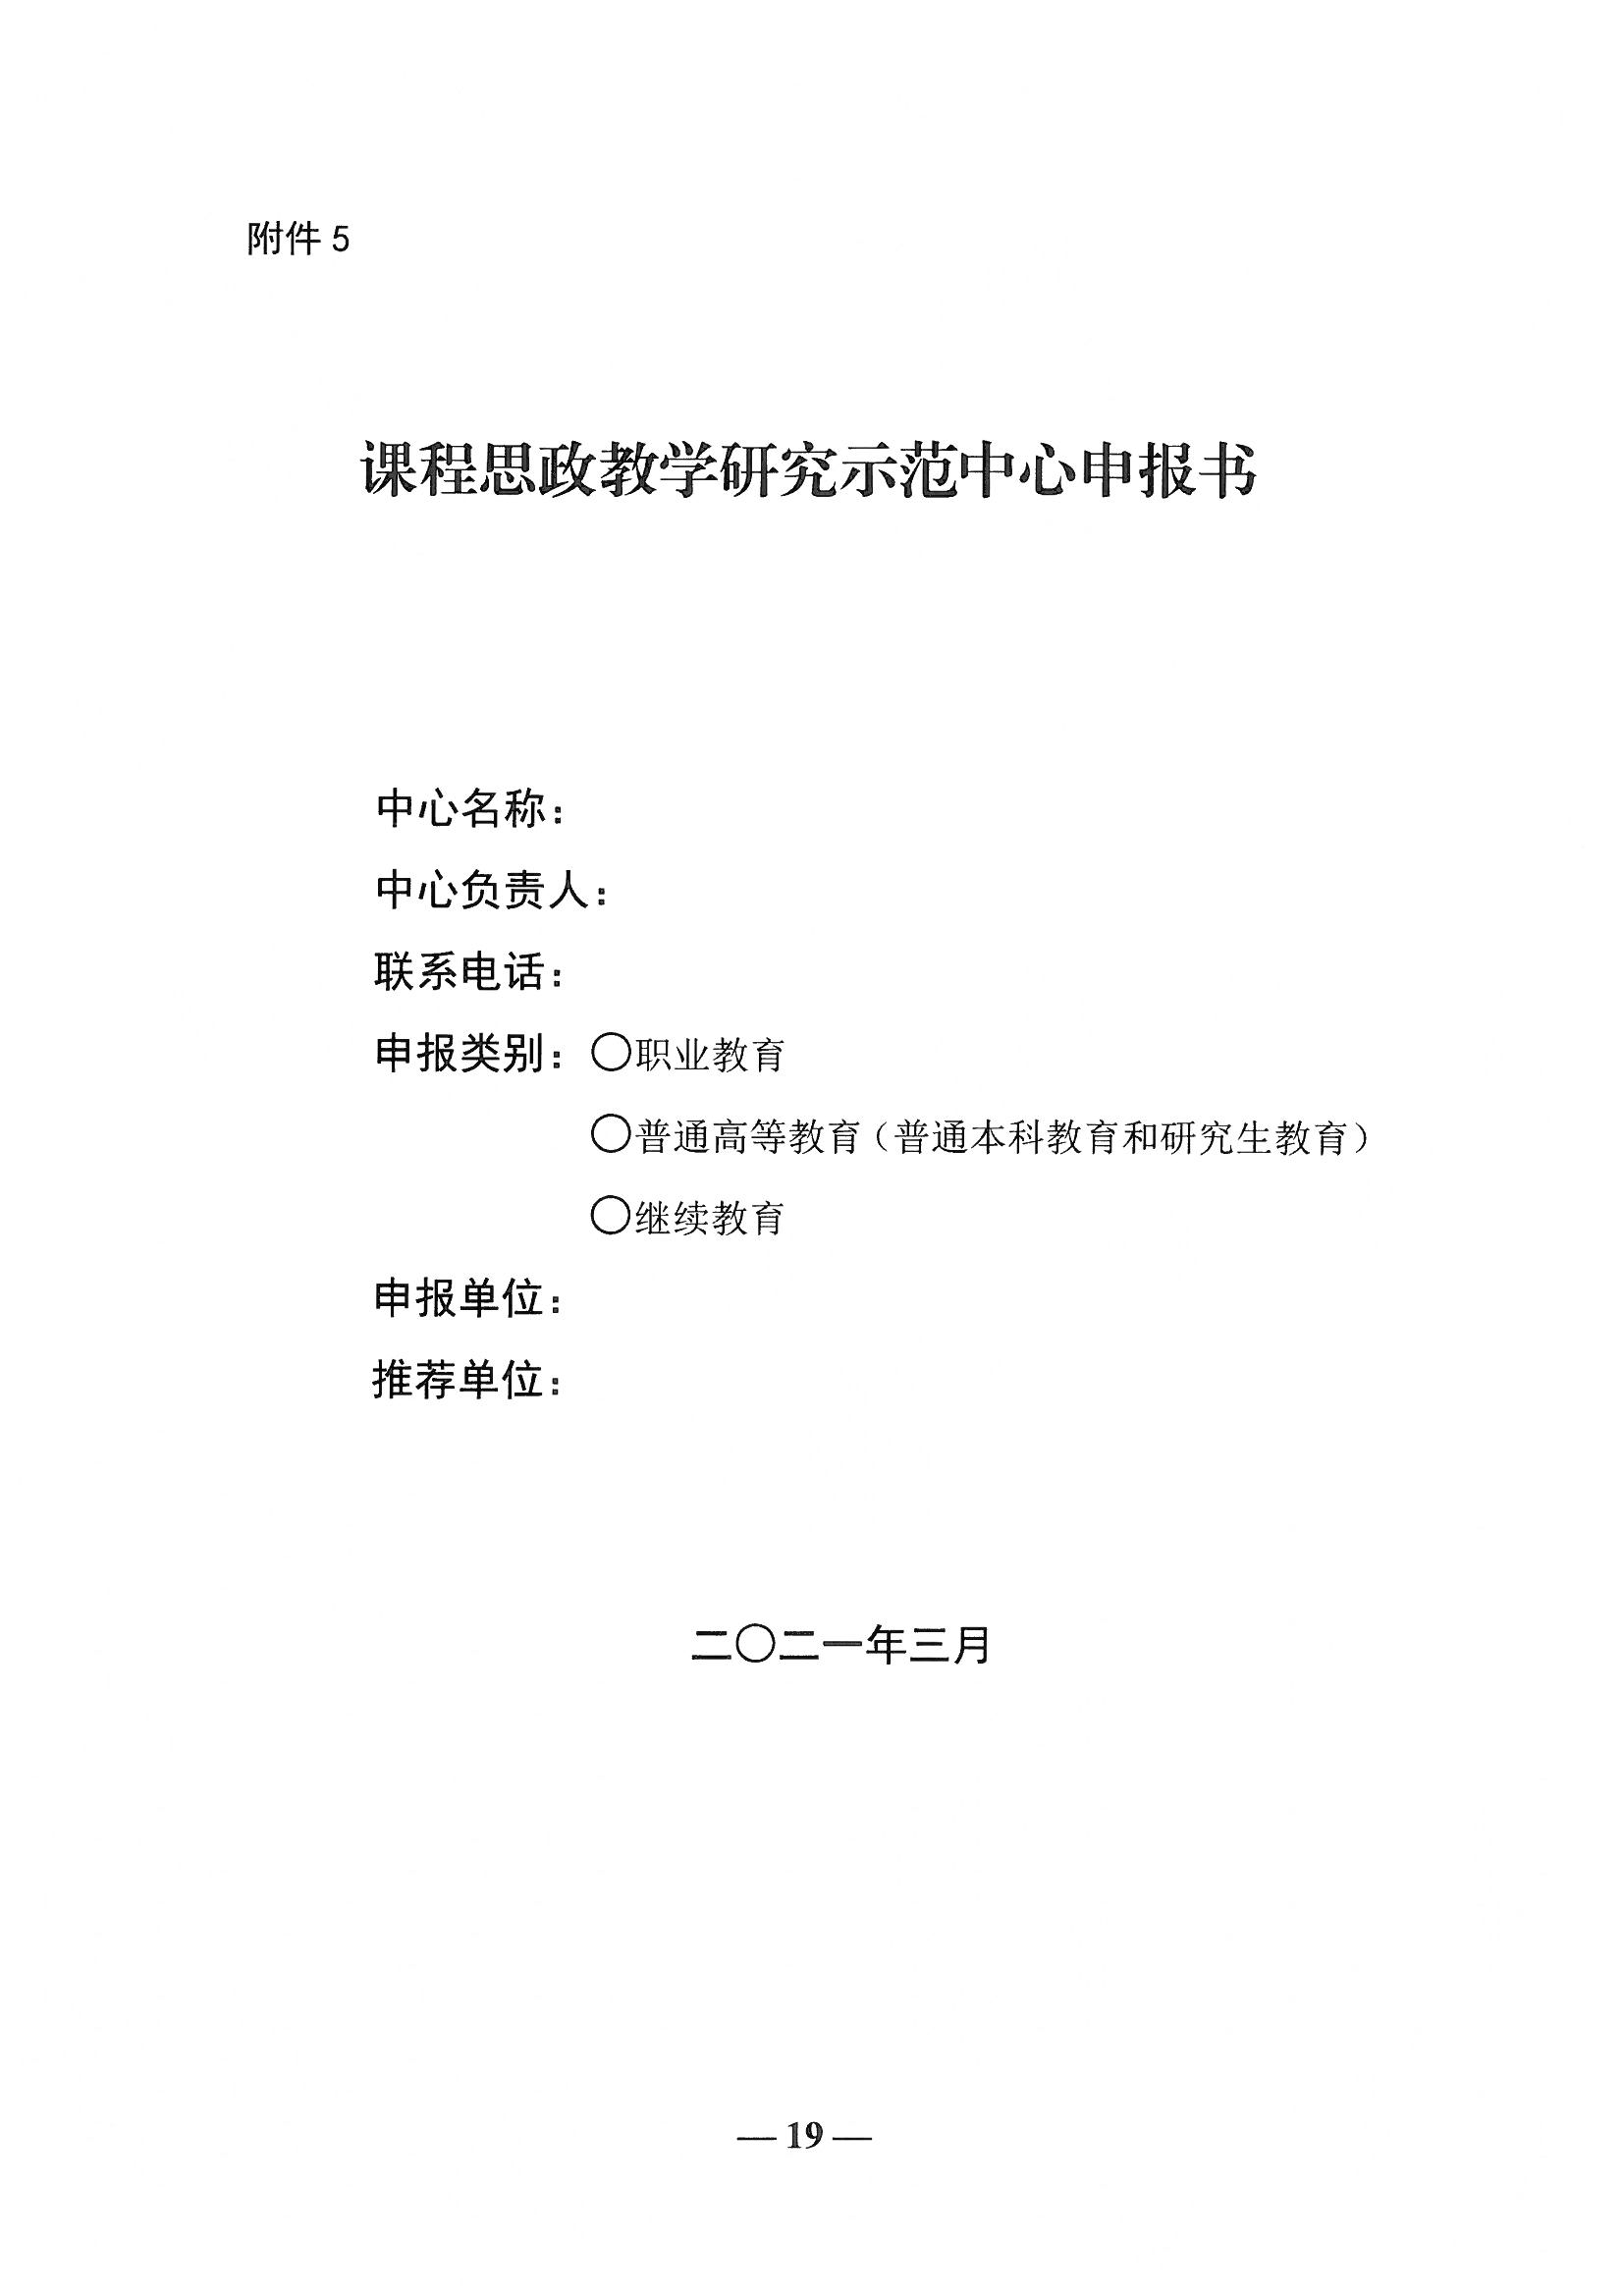 附件 5
课程思政教学研究示范中心申报书
中心名称：
中心负责人：
联系电话：
申报类别：〇职业教育
〇普通高等教育（普通本科教育和研究生教育）
〇继续教育
申报单位：
推荐单位：
二〇二一年三月
— 19 —